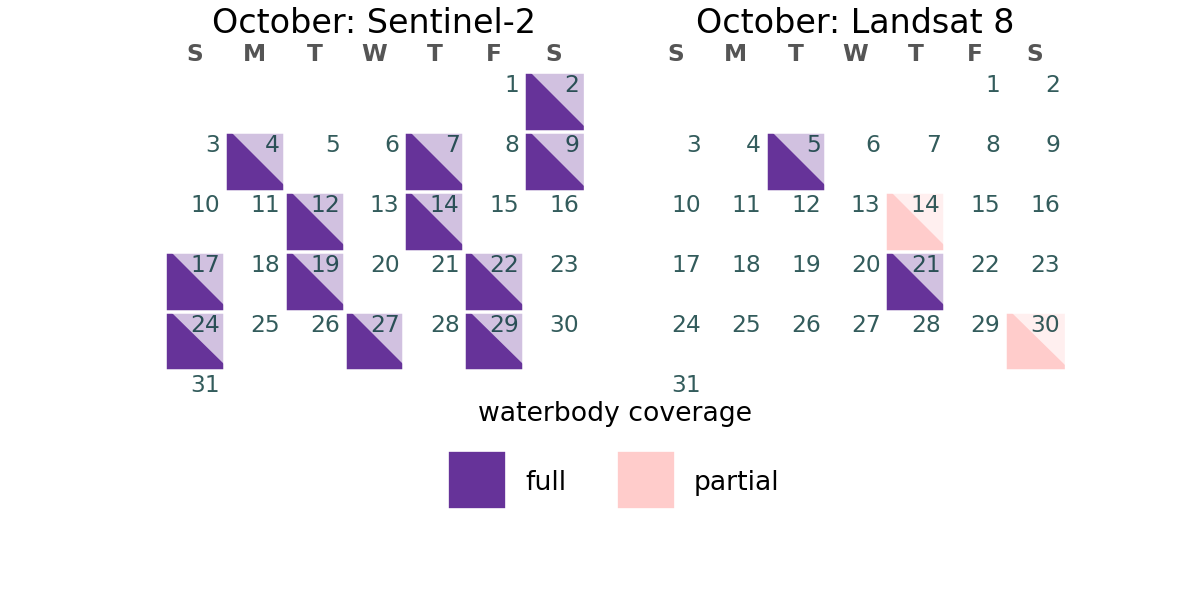 October: Sentinel-2
S M T W T F S
1 2
3 4 5 6 7 8 9
10 11 12 13 14 15 16
17 18 19 20 21 22 23
24 25 26 27 28 29 30
31
October: Landsat 8
S M T W T F S
1 2
3 4 5 6 7 8 9
10 11 12 13 14 15 16
17 18 19 20 21 22 23
24 25 26 27 28 29 30
31
waterbody coverage
full
partial